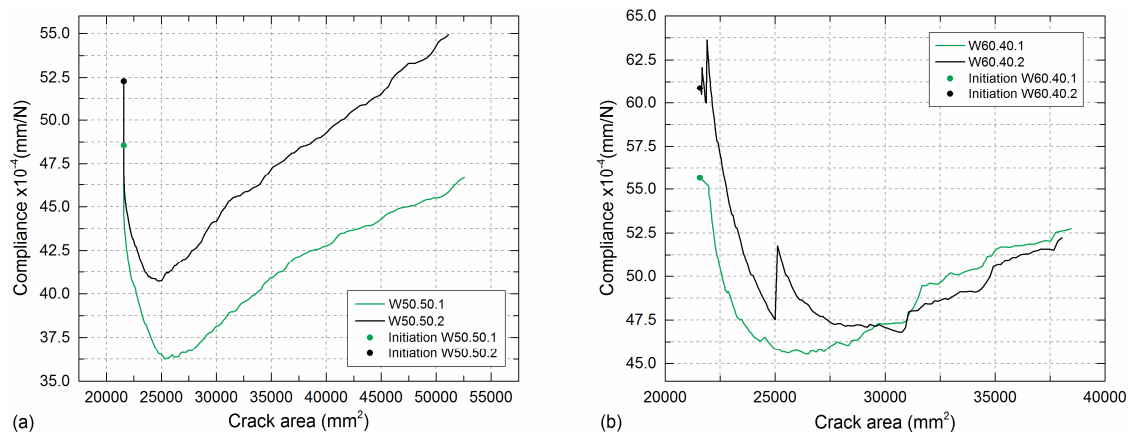 55.0
52.5
50.0
47.5
45.0
42.5
40.0
37.5
35.0
Compliance x10⁻⁴(mm/N)
W50.50.1
W50.50.2
Initiation W50.50.1
Initiation W50.50.2
20000 25000 30000 35000 40000 45000 50000 55000
Crack area (mm²)
(a)
65.0
62.5
60.0
57.5
55.0
52.5
50.0
47.5
45.0
Compliance x10⁻⁴(mm/N)
W60.40.1
W60.40.2
Initiation W60.40.1
Initiation W60.40.2
20000 25000 30000 35000 40000
Crack area (mm²)
(b)